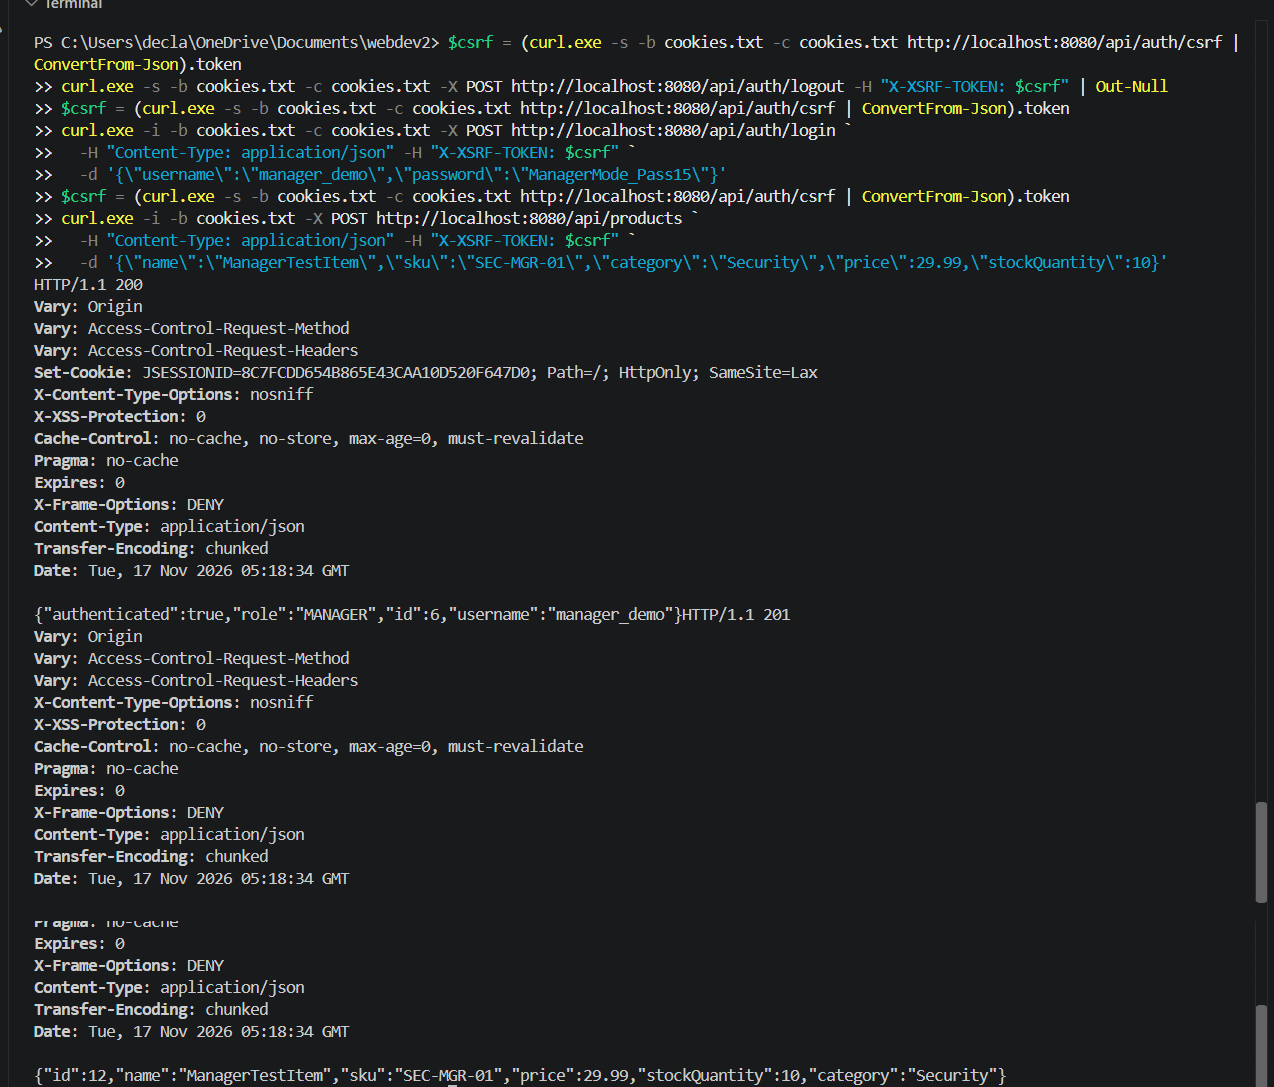 Terminal
PS C:\Users\decla\OneDrive\Documents\webdev2> $csrf = (curl.exe -s -b cookies.txt -c cookies.txt http://localhost:8080/api/auth/csrf |
ConvertFrom-Json).token
>> curl.exe -s -b cookies.txt -c cookies.txt -X POST http://localhost:8080/api/auth/logout -H "X-XSRF-TOKEN: $csrf" | Out-Null
>> $csrf = (curl.exe -s -b cookies.txt -c cookies.txt http://localhost:8080/api/auth/csrf | ConvertFrom-Json).token
>> curl.exe -i -b cookies.txt -c cookies.txt -X POST http://localhost:8080/api/auth/login `
>>   -H "Content-Type: application/json" -H "X-XSRF-TOKEN: $csrf" `
>>   -d '{\"username\":\"manager_demo\",\"password\":\"ManagerMode_Pass15\"}'
>> $csrf = (curl.exe -s -b cookies.txt -c cookies.txt http://localhost:8080/api/auth/csrf | ConvertFrom-Json).token
>> curl.exe -i -b cookies.txt -X POST http://localhost:8080/api/products `
>>   -H "Content-Type: application/json" -H "X-XSRF-TOKEN: $csrf" `
>>   -d '{\"name\":\"ManagerTestItem\",\"sku\":\"SEC-MGR-01\",\"category\":\"Security\",\"price\":29.99,\"stockQuantity\":10}'
HTTP/1.1 200
Vary: Origin
Vary: Access-Control-Request-Method
Vary: Access-Control-Request-Headers
Set-Cookie: JSESSIONID=8C7FCDD654B865E43CAA10D520F647D0; Path=/; HttpOnly; SameSite=Lax
X-Content-Type-Options: nosniff
X-XSS-Protection: 0
Cache-Control: no-cache, no-store, max-age=0, must-revalidate
Pragma: no-cache
Expires: 0
X-Frame-Options: DENY
Content-Type: application/json
Transfer-Encoding: chunked
Date: Tue, 17 Nov 2026 05:18:34 GMT

{"authenticated":true,"role":"MANAGER","id":6,"username":"manager_demo"}HTTP/1.1 201
Vary: Origin
Vary: Access-Control-Request-Method
Vary: Access-Control-Request-Headers
X-Content-Type-Options: nosniff
X-XSS-Protection: 0
Cache-Control: no-cache, no-store, max-age=0, must-revalidate
Pragma: no-cache
Expires: 0
X-Frame-Options: DENY
Content-Type: application/json
Transfer-Encoding: chunked
Date: Tue, 17 Nov 2026 05:18:34 GMT

Pragma: no-cache
Expires: 0
X-Frame-Options: DENY
Content-Type: application/json
Transfer-Encoding: chunked
Date: Tue, 17 Nov 2026 05:18:34 GMT

{"id":12,"name":"ManagerTestItem","sku":"SEC-MGR-01","price":29.99,"stockQuantity":10,"category":"Security"}